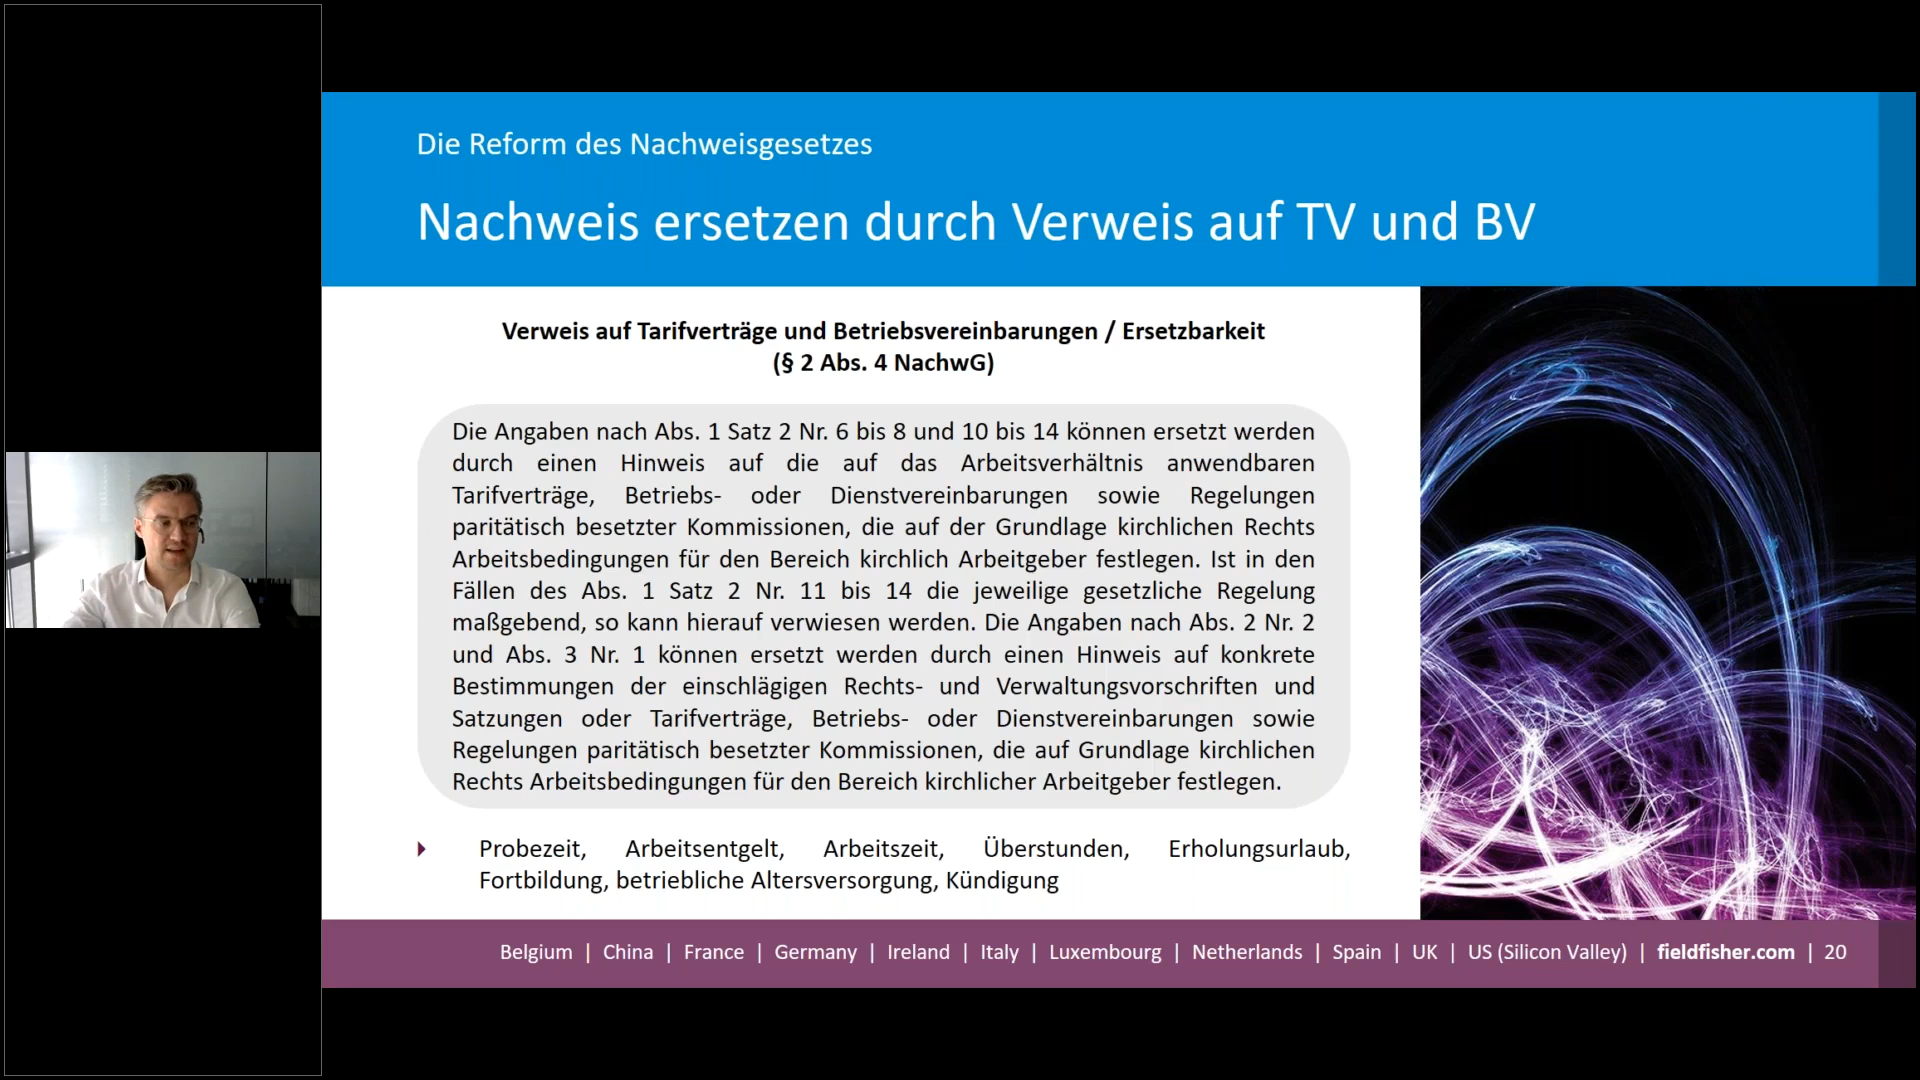 Die Reform des Nachweisgesetzes
Nachweis ersetzen durch Verweis auf TV und BV
Verweis auf Tarifverträge und Betriebsvereinbarungen / Ersetzbarkeit
(§ 2 Abs. 4 NachwG)
Die Angaben nach Abs. 1 Satz 2 Nr. 6 bis 8 und 10 bis 14 können ersetzt werden
durch einen Hinweis auf die auf das Arbeitsverhältnis anwendbaren
Tarifverträge, Betriebs- oder Dienstvereinbarungen sowie Regelungen
paritätisch besetzter Kommissionen, die auf der Grundlage kirchlichen Rechts
Arbeitsbedingungen für den Bereich kirchlich Arbeitgeber festlegen. Ist in den
Fällen des Abs. 1 Satz 2 Nr. 11 bis 14 die jeweilige gesetzliche Regelung
maßgebend, so kann hierauf verwiesen werden. Die Angaben nach Abs. 2 Nr. 2
und Abs. 3 Nr. 1 können ersetzt werden durch einen Hinweis auf konkrete
Bestimmungen der einschlägigen Rechts- und Verwaltungsvorschriften und
Satzungen oder Tarifverträge, Betriebs- oder Dienstvereinbarungen sowie
Regelungen paritätisch besetzter Kommissionen, die auf Grundlage kirchlichen
Rechts Arbeitsbedingungen für den Bereich kirchlicher Arbeitgeber festlegen.
Probezeit, Arbeitsentgelt, Arbeitszeit, Überstunden, Erholungsurlaub,
Fortbildung, betriebliche Altersversorgung, Kündigung
Belgium | China | France | Germany | Ireland | Italy | Luxembourg | Netherlands | Spain | UK | US (Silicon Valley) | fieldfisher.com | 20